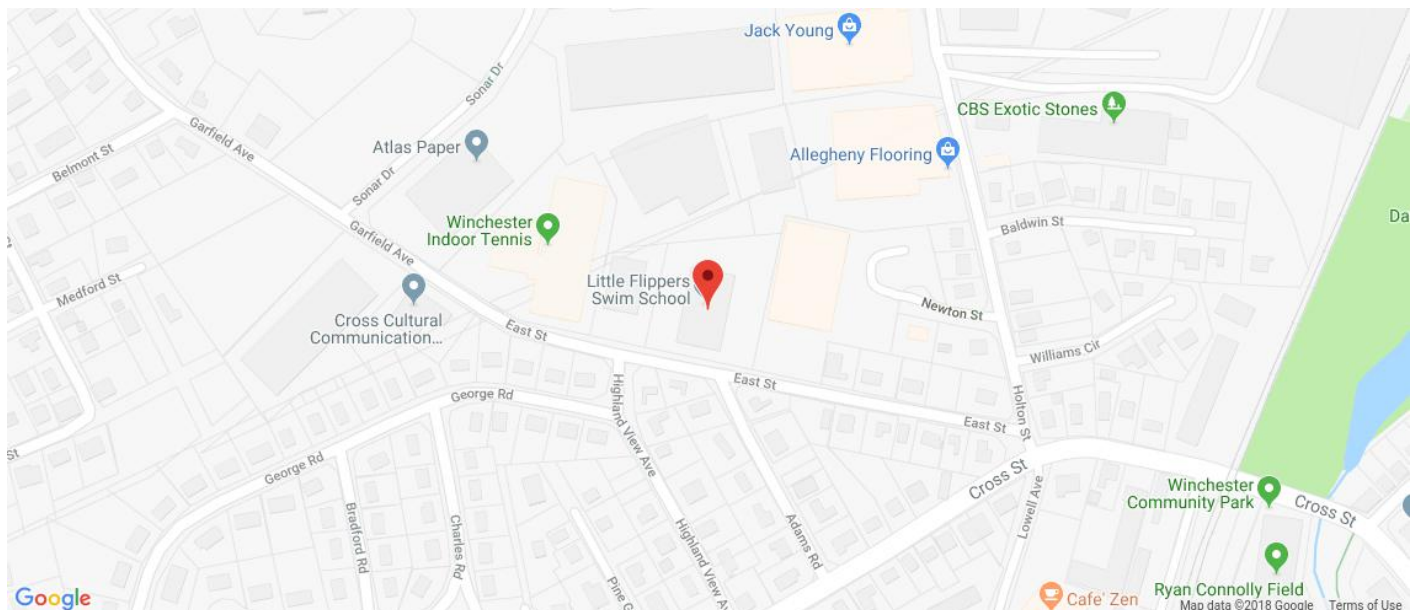 Jack Young
Sonar Dr
CBS Exotic Stones
Garfield Ave
Atlas Paper
Allegheny Flooring
Belmont St
Sonar Dr
Da
Winchester
Indoor Tennis
Baldwin St
Garfield Ave
St
Medford St
Little Flippers
Swim School
Newton St
Cross Cultural
Communication...
East St
Williams Cir
East St
George Rd
Highland View Ave
Holton St
East St
St
George Rd
Cross St
Winchester
Community Park
Lowell Ave
Cross St
Bradford Rd
Charles Rd
Adams Rd
Highland View Av
Pine G
Ryan Connolly Field
Cafe' Zen
Google
Map data ©2018 Google
Terms of Use